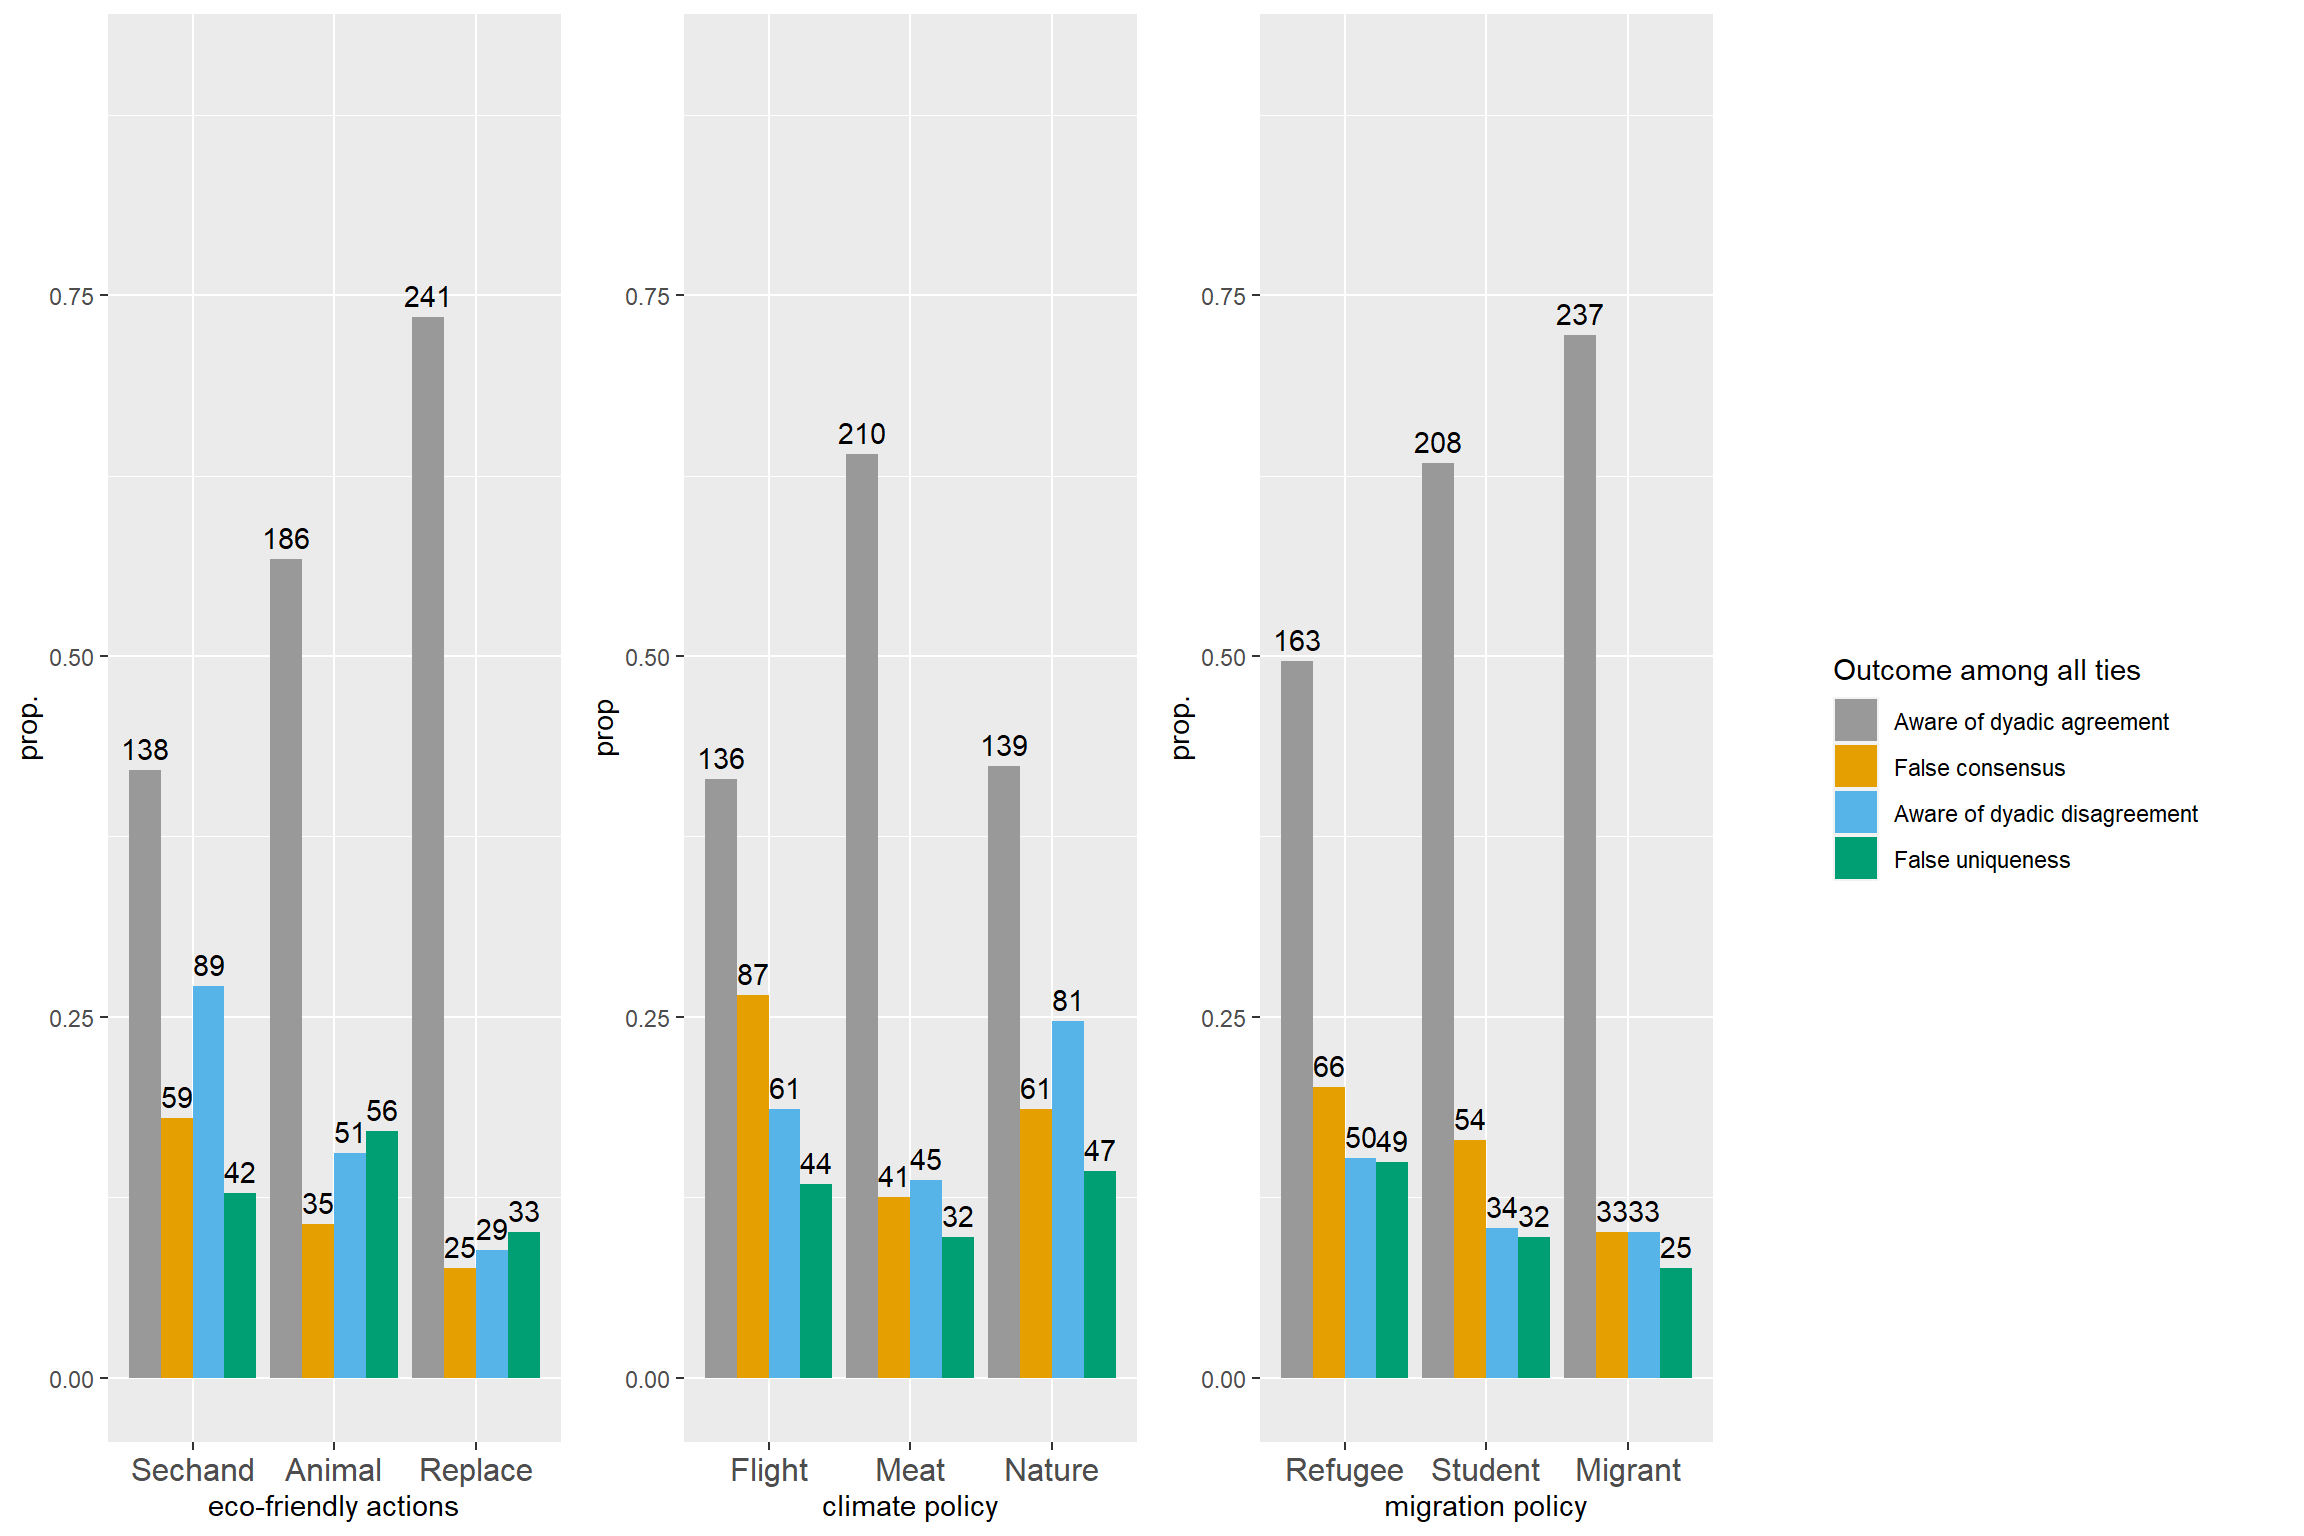 prop.
0.75
0.50
0.25
0.00
138
59
89
42
186
35
51
56
241
25
29
33
Sechand
Animal
Replace
eco-friendly actions
prop
0.75
0.50
0.25
0.00
136
87
61
44
210
41
45
32
139
61
81
47
Flight
Meat
Nature
climate policy
prop.
0.75
0.50
0.25
0.00
163
66
50
49
208
54
34
32
237
33
33
25
Refugee
Student
Migrant
migration policy
Outcome among all ties
Aware of dyadic agreement
False consensus
Aware of dyadic disagreement
False uniqueness